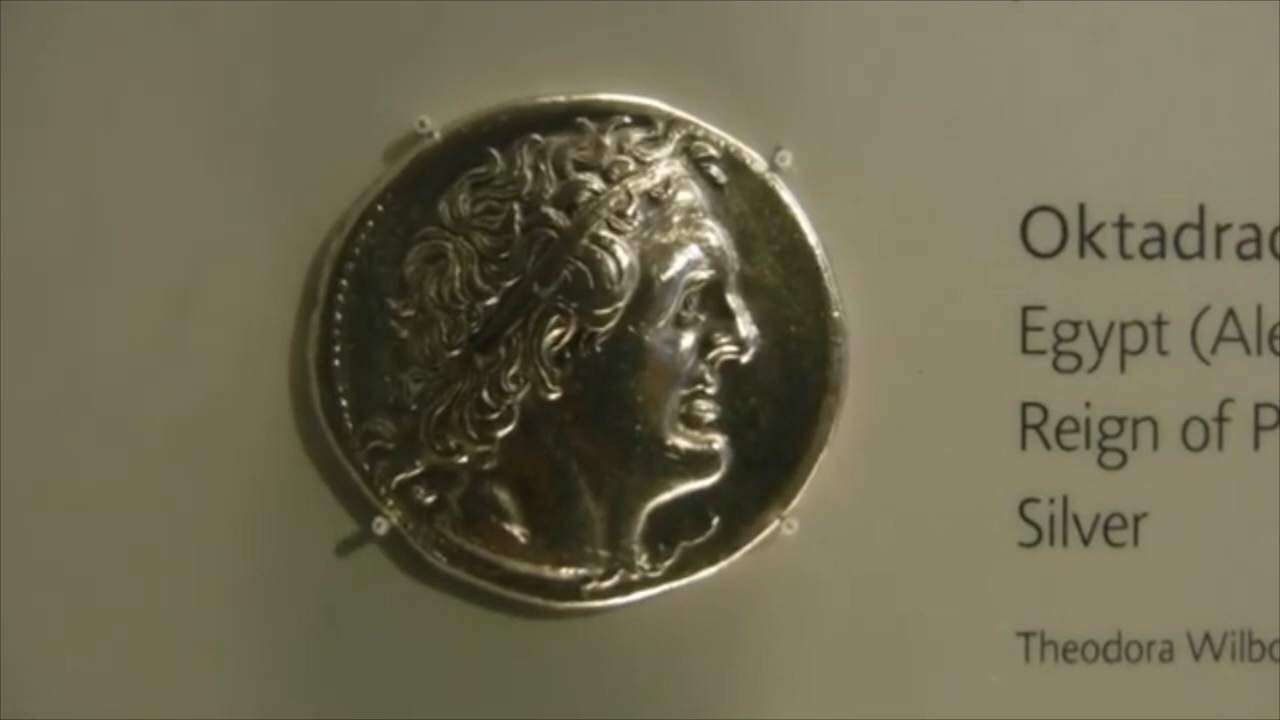 Oktadrac
Egypt (Ale
Reign of P
Silver
Theodora Wilbo